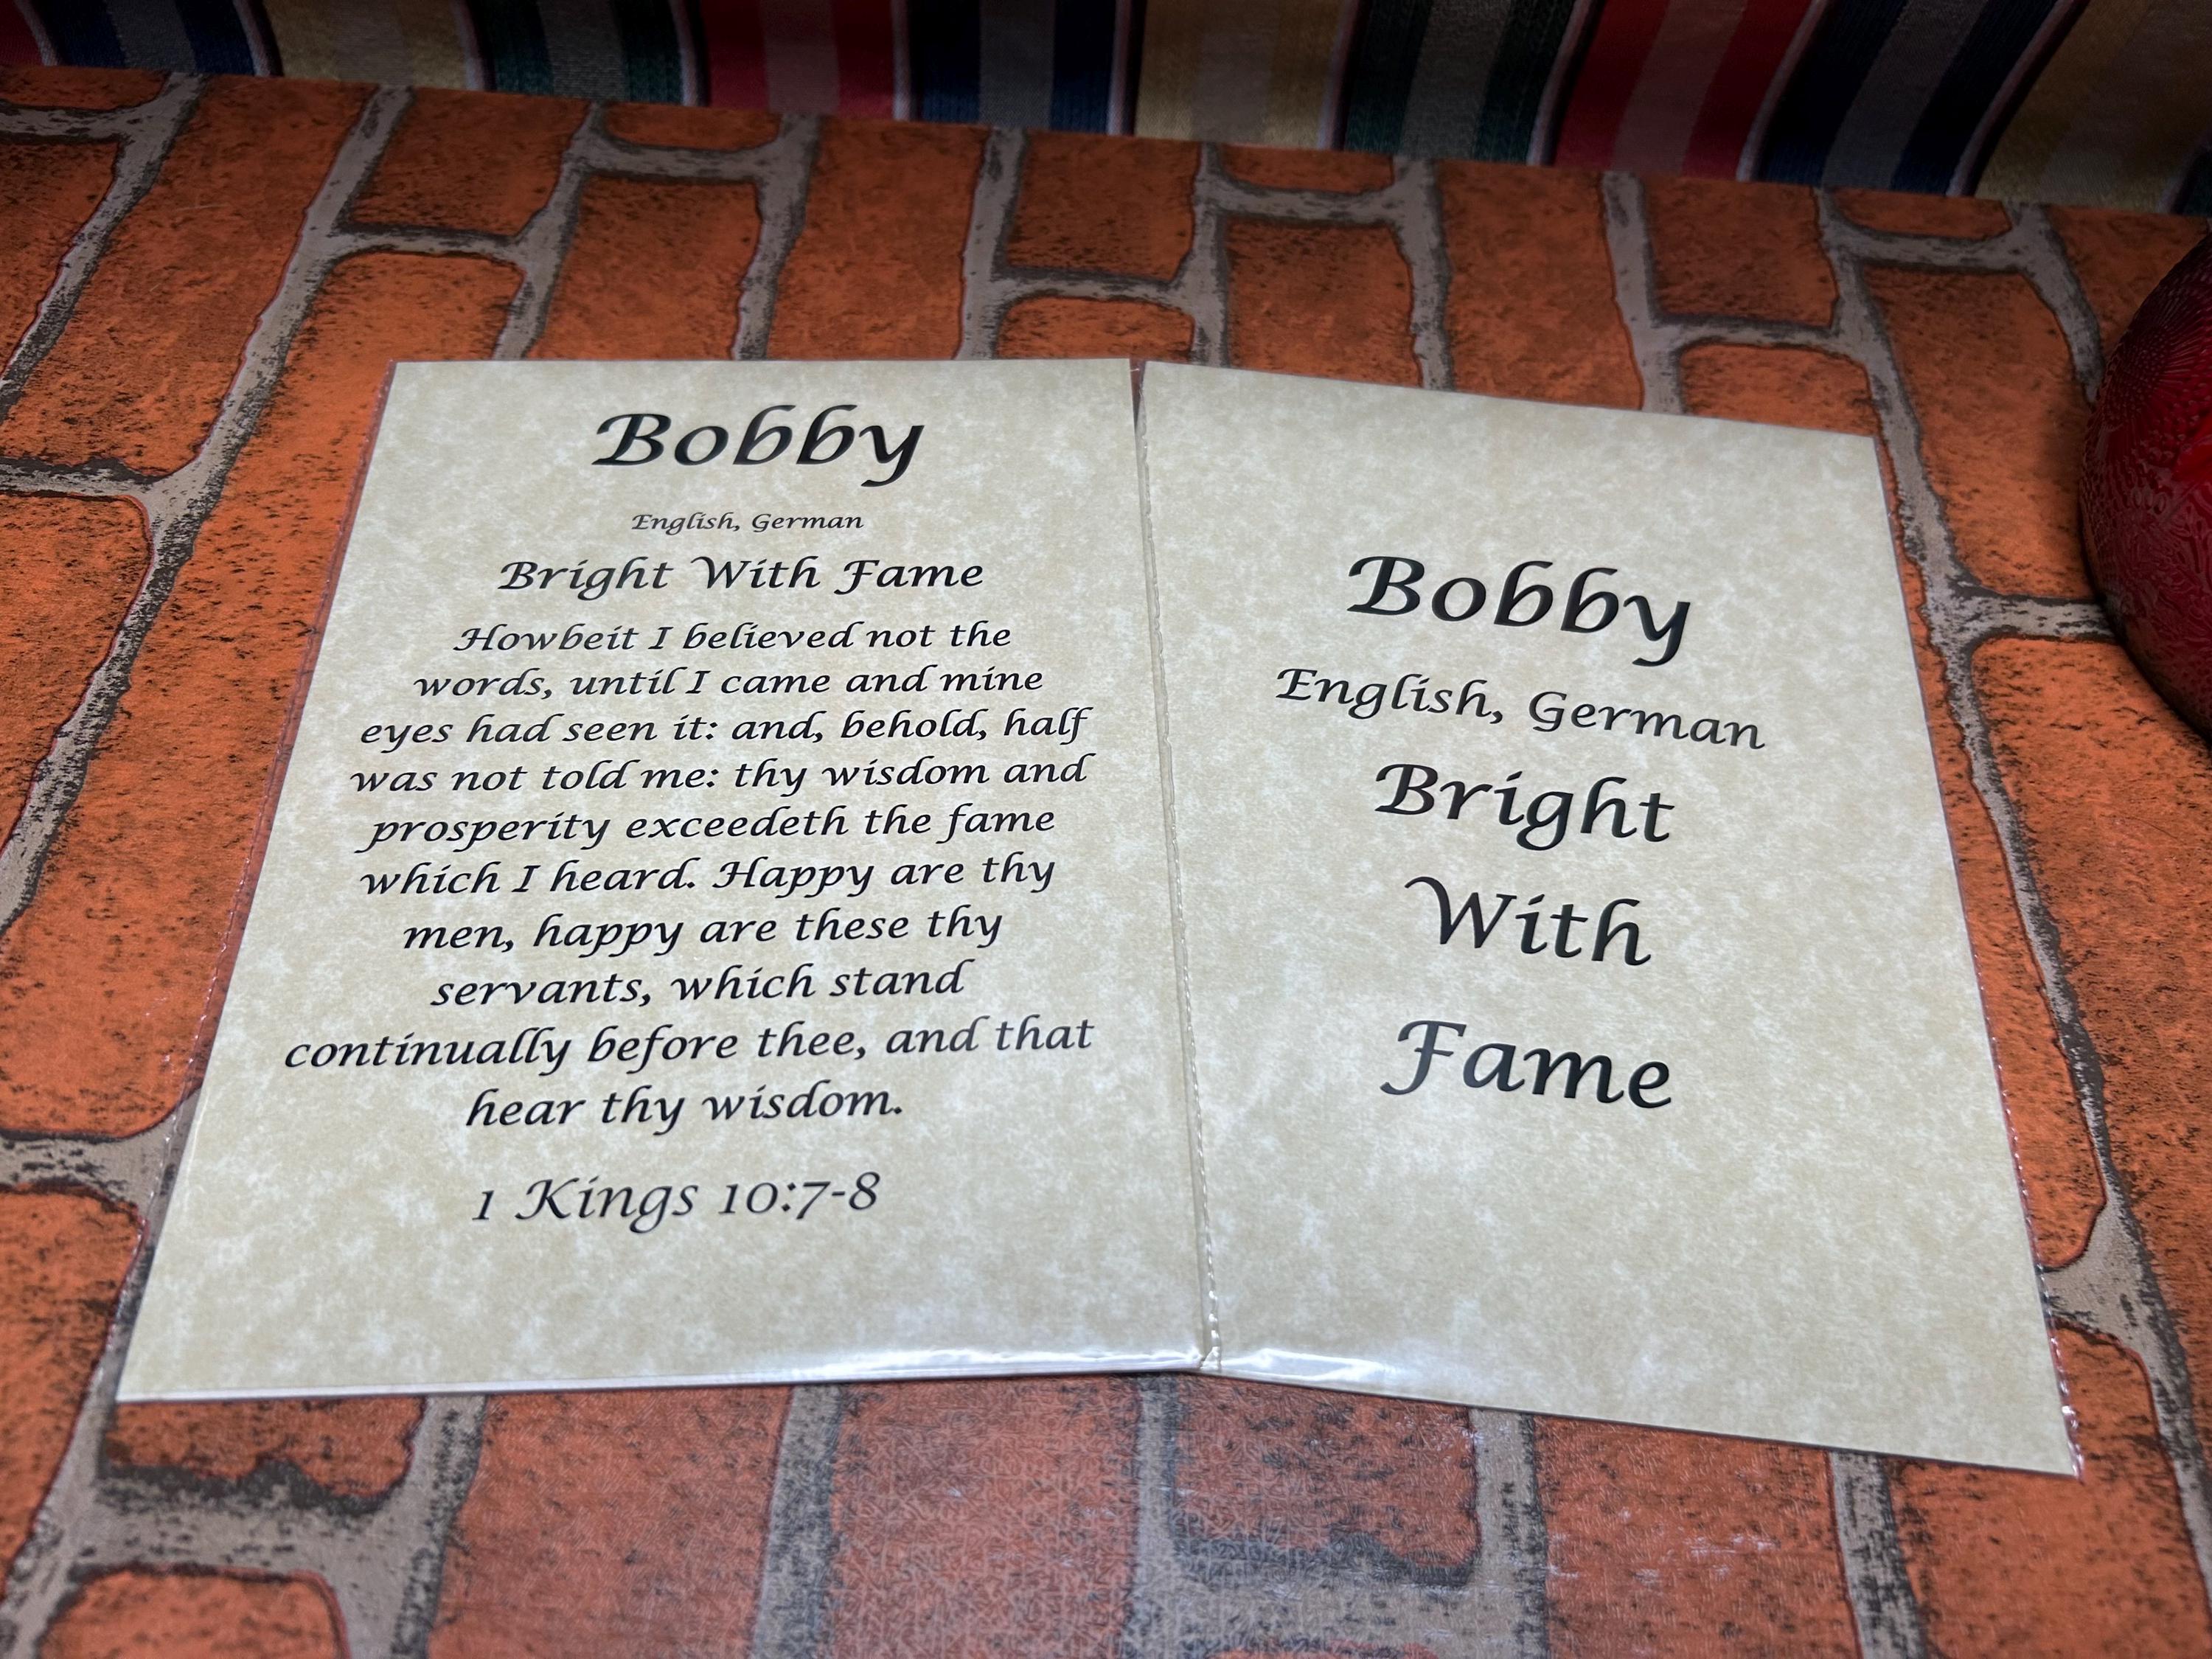 Bobby
English, German
Bright With Fame
Howbeit I believed not the
words, until I came and mine
eyes had seen it: and, behold, half
was not told me: thy wisdom and
prosperity exceedeth the fame
which I heard. Happy are thy
men, happy are these thy
servants, which stand
continually before thee, and that
hear thy wisdom.
1 Kings 10:7-8
Bobby
English, German
Bright
With
Fame